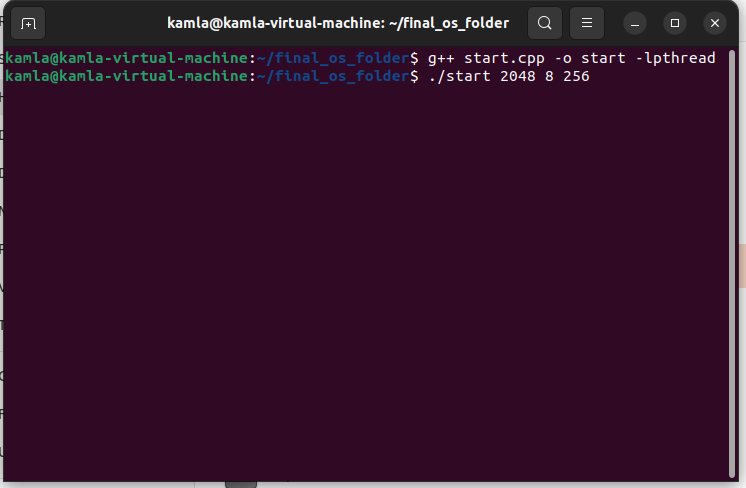 kamla@kamla-virtual-machine: ~/final_os_folder
kamla@kamla-virtual-machine:~/final_os_folder$ g++ start.cpp -o start -lpthread
kamla@kamla-virtual-machine:~/final_os_folder$ ./start 2048 8 256